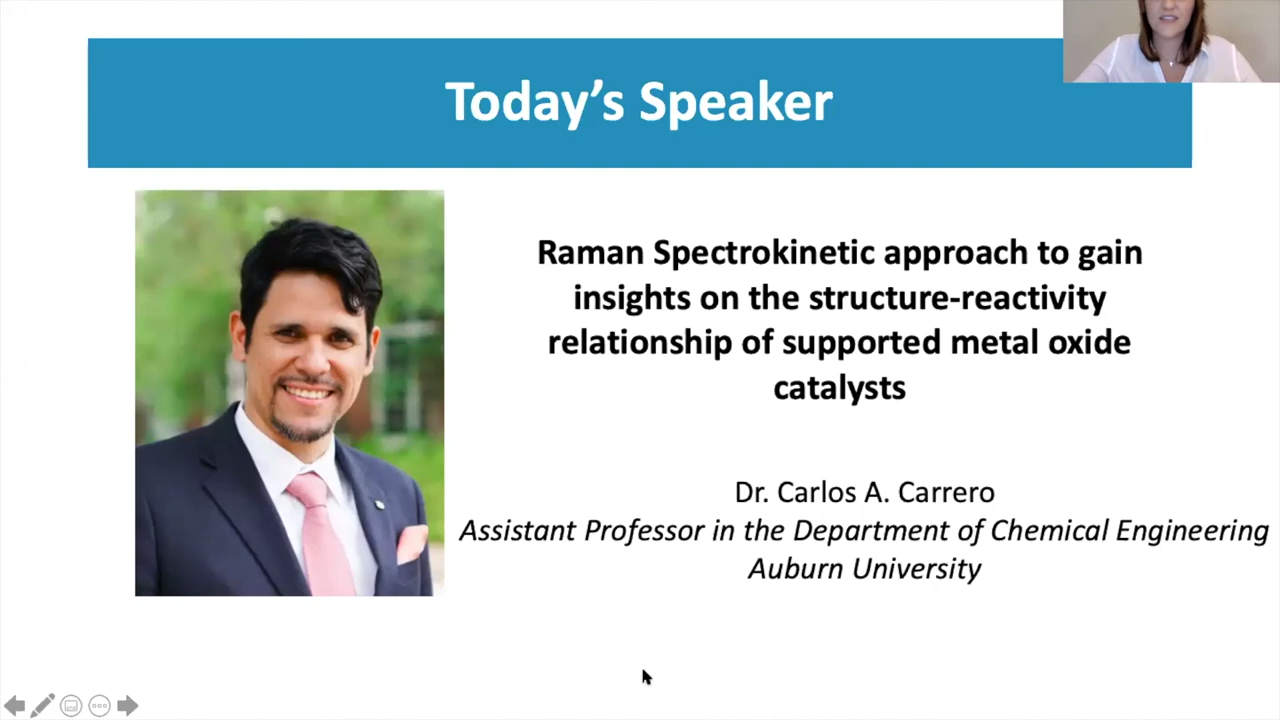 Today’s Speaker
Raman Spectrokinetic approach to gain
insights on the structure-reactivity
relationship of supported metal oxide
catalysts
Dr. Carlos A. Carrero
Assistant Professor in the Department of Chemical Engineering
Auburn University